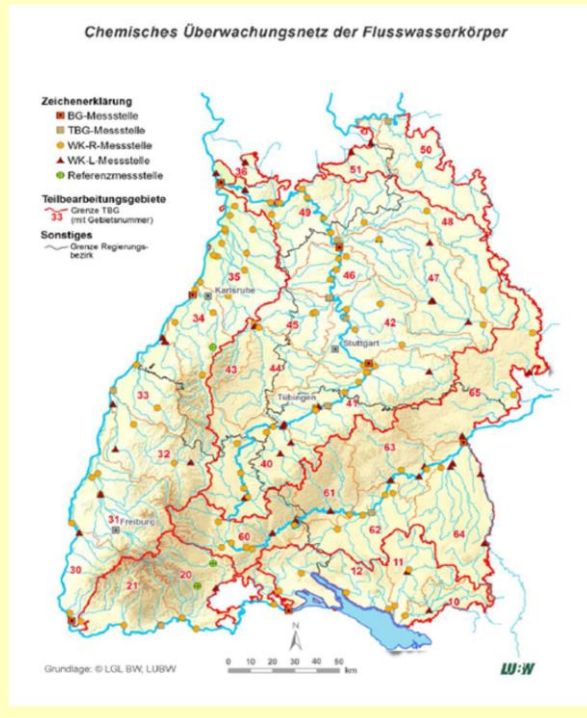 Chemisches Überwachungsnetz der Flusswasserkörper
Zeichenerklärung
BG-Messstelle
TBG-Messstelle
WK-R-Messstelle
WK-L-Messstelle
Referenzmessstelle
Teilbearbeitungsgebiete
33 Grenze TBG
(mit Gebietsnummer)
Sonstiges
Grenze Regierungs-
bezirk
50
51
36
49
48
35
46
47
Karlsruhe
34
45
42
Stuttgart
43
44
65
33
Tübingen
41
63
32
40
61
31
Freiburg
62
64
60
11
12
30
20
21
10
N
Grundlage: © LGL BW, LUBW
0 10 20 30 40 50
km
LUBW